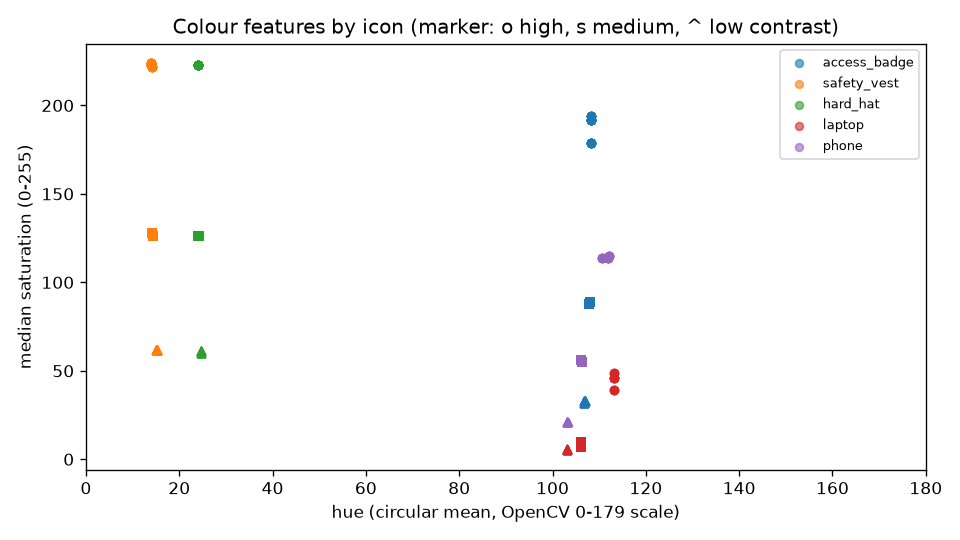 Colour features by icon (marker: o high, s medium, ^ low contrast)
access_badge
safety_vest
hard_hat
laptop
phone
median saturation (0-255)
200
150
100
50
0
0 20 40 60 80 100 120 140 160 180
hue (circular mean, OpenCV 0-179 scale)